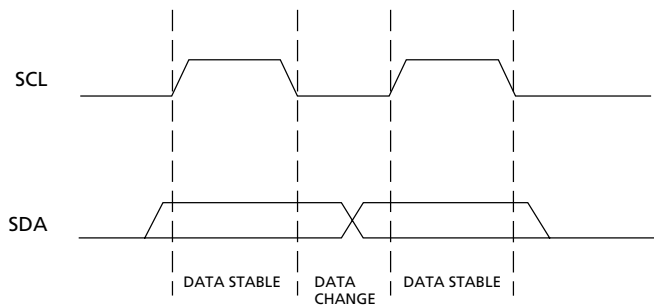 SCL
SDA
DATA STABLE
DATA
CHANGE
DATA STABLE